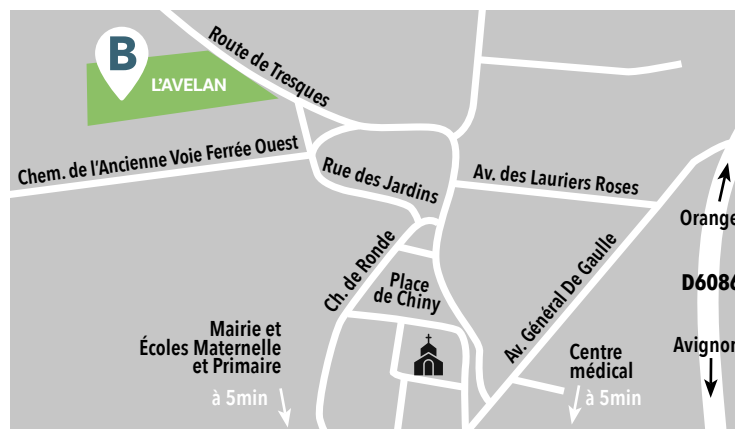 Route de Tresques
B
L'AVELAN
Chem. de l'Ancienne Voie Ferrée Ouest
Rue des Jardins
Av. des Lauriers Roses
Orange
Ch. de Ronde
Place
de Chiny
Av. Général De Gaulle
D6086
Mairie et
Écoles Maternelle
et Primaire
à 5min
Centre
médical
à 5min
Avignon